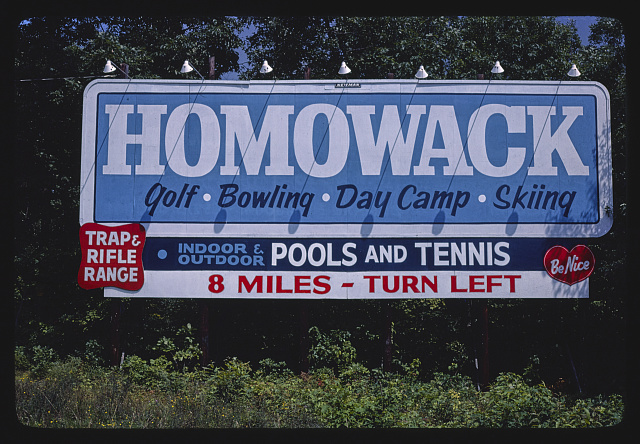 HOMOWACK
Golf • Bowling • Day Camp • Skiing
TRAP &
RIFLE
RANGE
• INDOOR &
OUTDOOR
POOLS AND TENNIS
Be Nice
8 MILES - TURN LEFT